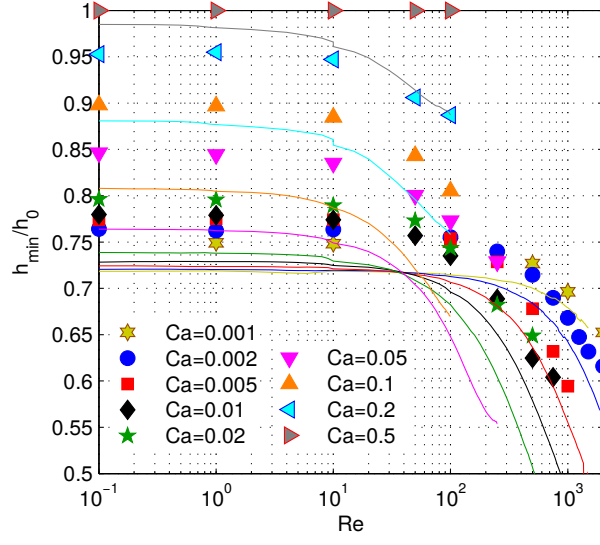 1
0.95
0.9
0.85
0.8
0.75
0.7
0.65
0.6
0.55
0.5
h_min/h_0
Ca=0.001
Ca=0.002
Ca=0.005
Ca=0.01
Ca=0.02
Ca=0.05
Ca=0.1
Ca=0.2
Ca=0.5
10^−1
10^0
10^1
10^2
10^3
Re